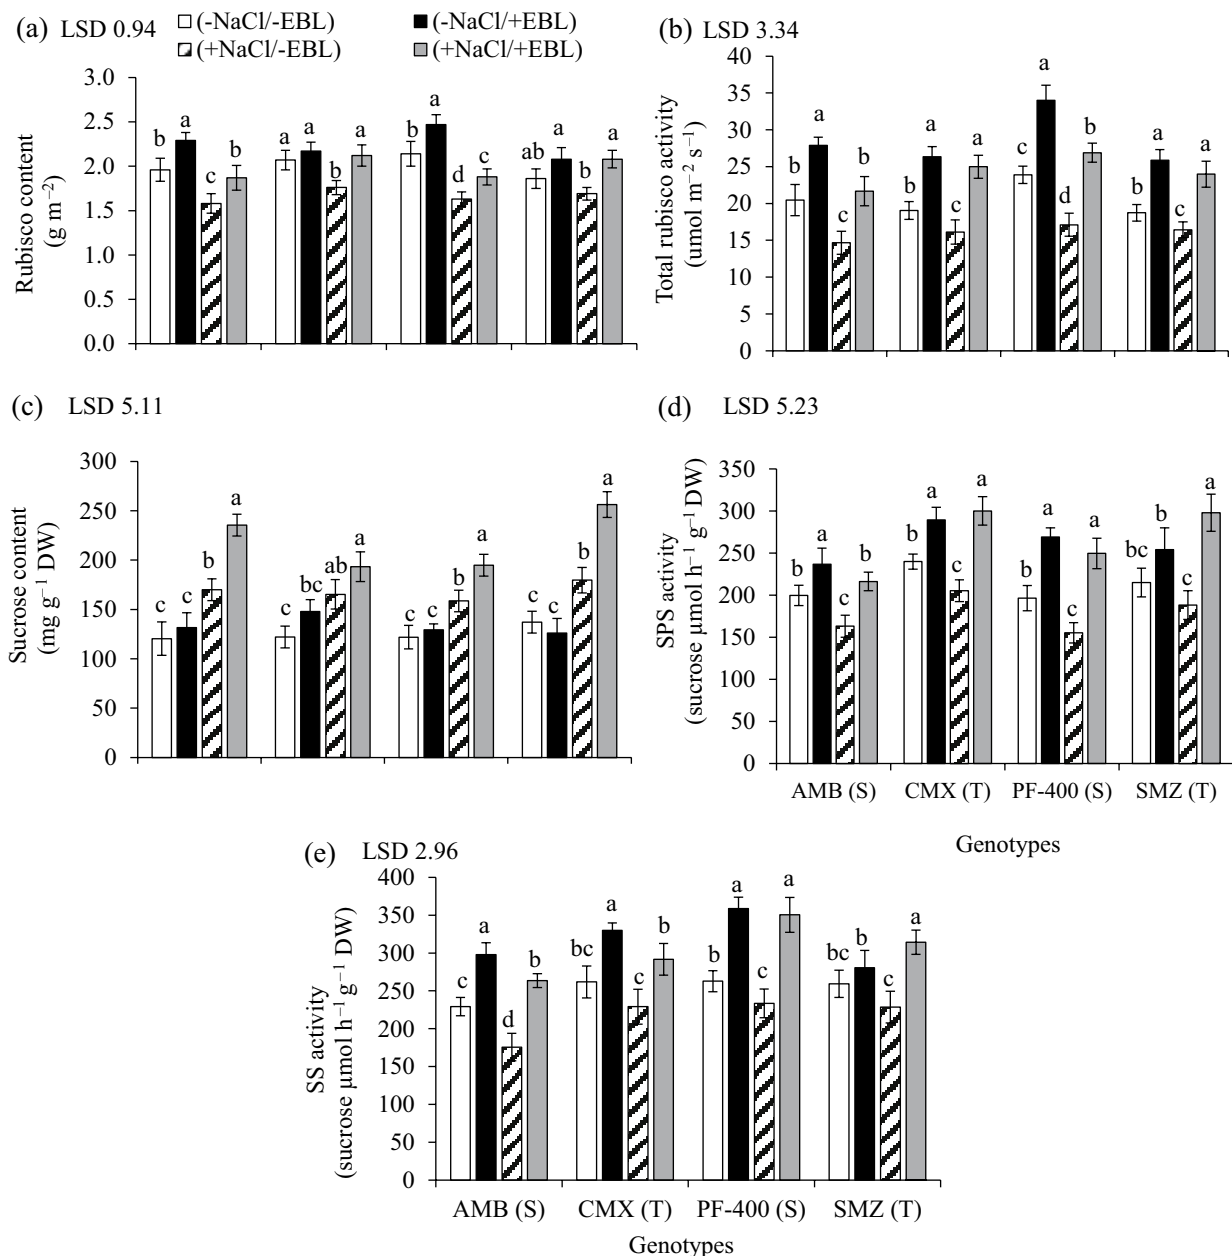 (a) LSD 0.94
(-NaCl/-EBL) (-NaCl/+EBL)
(+NaCl/-EBL) (+NaCl/+EBL)
Rubisco content
(g m⁻²)
3.0
2.5
2.0
1.5
1.0
0.5
0.0
b a c b
a a b a
b a d c
ab a b a
(b) LSD 3.34
Total rubisco activity
(umol m⁻² s⁻¹)
40
35
30
25
20
15
10
5
0
b a c b
b a c a
c a d b
b a c a
(c) LSD 5.11
Sucrose content
(mg g⁻¹ DW)
300
250
200
150
100
50
0
c c b a
c bc ab a
c c b a
c c b a
(d) LSD 5.23
SPS activity
(sucrose µmol h⁻¹ g⁻¹ DW)
350
300
250
200
150
100
50
0
b a c b
b a c a
b a c a
bc b c a
AMB (S) CMX (T) PF-400 (S) SMZ (T)
Genotypes
(e) LSD 2.96
SS activity
(sucrose µmol h⁻¹ g⁻¹ DW)
400
350
300
250
200
150
100
50
0
c a d b
bc a c b
b a c a
bc b c a
AMB (S) CMX (T) PF-400 (S) SMZ (T)
Genotypes